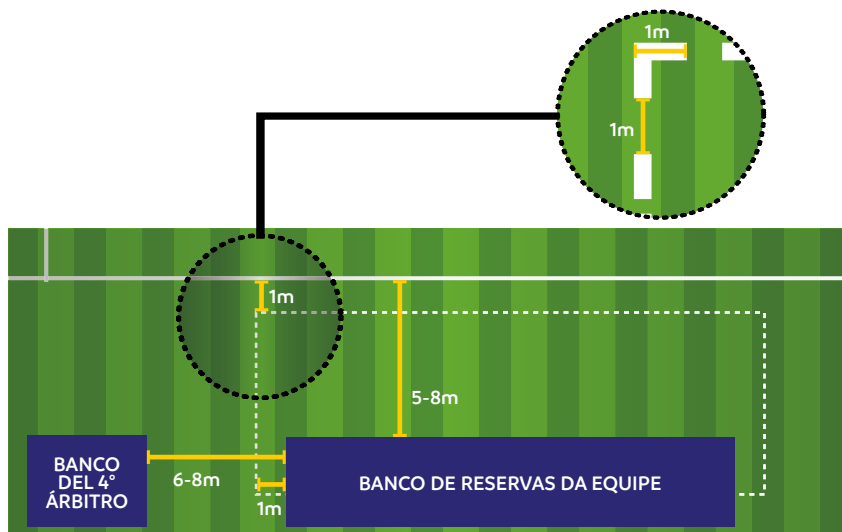 1m
1m
1m
5-8m
BANCO
DEL 4°
ÁRBITRO
6-8m
1m
BANCO DE RESERVAS DA EQUIPE